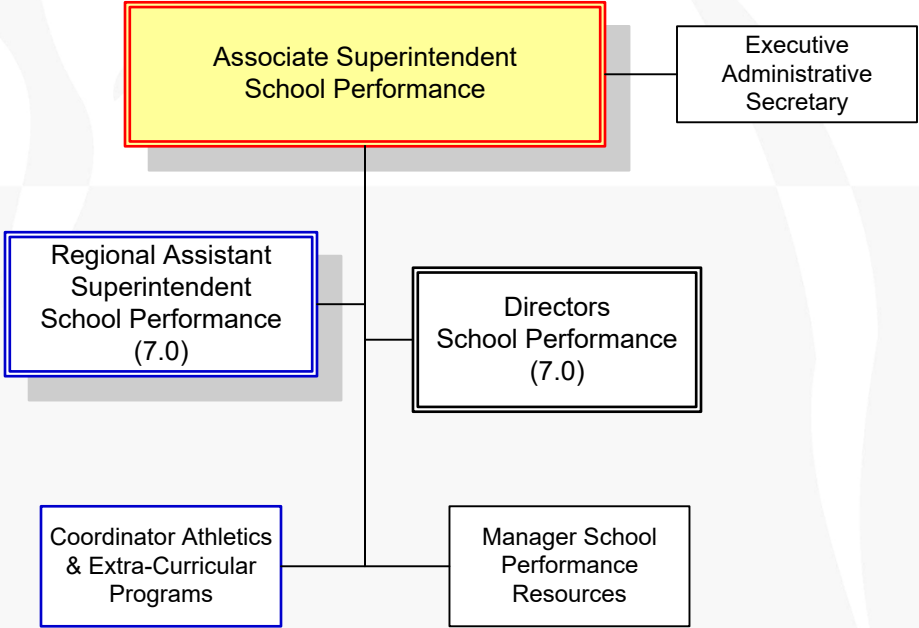 Associate Superintendent
School Performance
Executive
Administrative
Secretary
Regional Assistant
Superintendent
School Performance
(7.0)
Directors
School Performance
(7.0)
Coordinator Athletics
& Extra-Curricular
Programs
Manager School
Performance
Resources